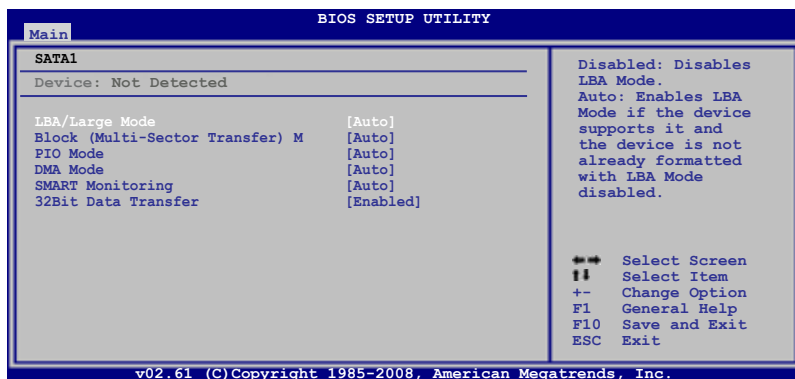 BIOS SETUP UTILITY
Main
SATA1
Device: Not Detected
LBA/Large Mode [Auto]
Block (Multi-Sector Transfer) M [Auto]
PIO Mode [Auto]
DMA Mode [Auto]
SMART Monitoring [Auto]
32Bit Data Transfer [Enabled]
Disabled: Disables
LBA Mode.
Auto: Enables LBA
Mode if the device
supports it and
the device is not
already formatted
with LBA Mode
disabled.
←→ Select Screen
↑↓ Select Item
+- Change Option
F1 General Help
F10 Save and Exit
ESC Exit
v02.61 (C)Copyright 1985-2008, American Megatrends, Inc.